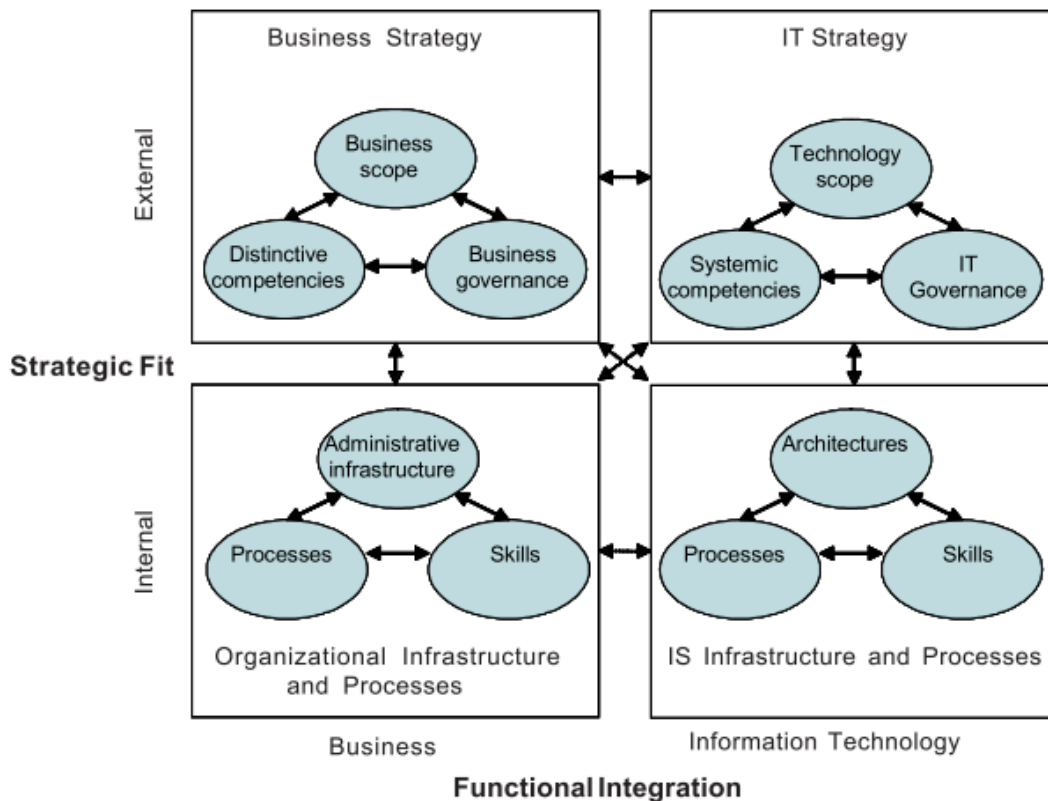 Business Strategy
IT Strategy
External
Business
scope
Technology
scope
Distinctive
competencies
Business
governance
Systemic
competencies
IT
Governance
Strategic Fit
Internal
Administrative
infrastructure
Architectures
Processes
Skills
Processes
Skills
Organizational Infrastructure
and Processes
IS Infrastructure and Processes
Business
Information Technology
Functional Integration